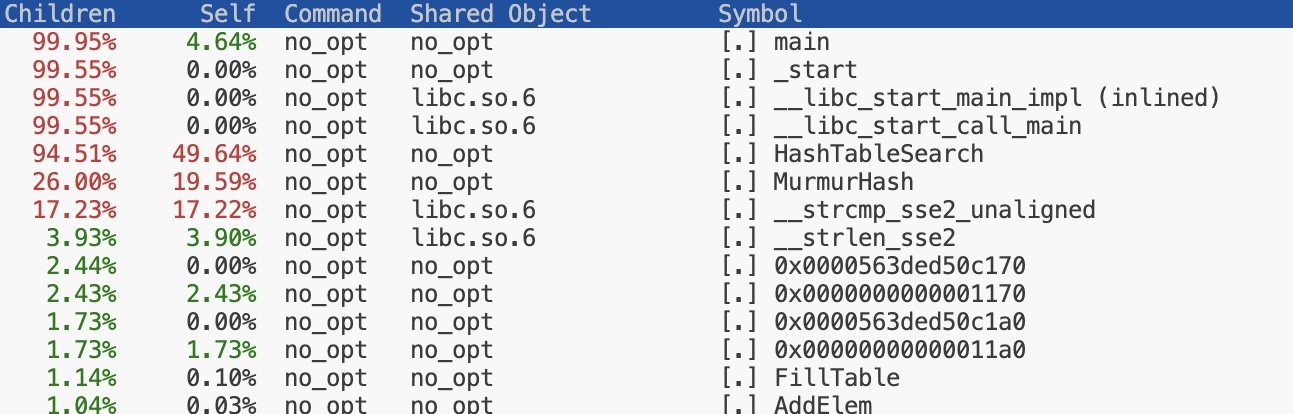 Children Self Command Shared Object Symbol
99.95% 4.64% no_opt no_opt [.] main
99.55% 0.00% no_opt no_opt [.] _start
99.55% 0.00% no_opt libc.so.6 [.] __libc_start_main_impl (inlined)
99.55% 0.00% no_opt libc.so.6 [.] __libc_start_call_main
94.51% 49.64% no_opt no_opt [.] HashTableSearch
26.00% 19.59% no_opt no_opt [.] MurmurHash
17.23% 17.22% no_opt libc.so.6 [.] __strcmp_sse2_unaligned
3.93% 3.90% no_opt libc.so.6 [.] __strlen_sse2
2.44% 0.00% no_opt no_opt [.] 0x0000563ded50c170
2.43% 2.43% no_opt no_opt [.] 0x0000000000001170
1.73% 0.00% no_opt no_opt [.] 0x0000563ded50c1a0
1.73% 1.73% no_opt no_opt [.] 0x00000000000011a0
1.14% 0.10% no_opt no_opt [.] FillTable
1.04% 0.03% no_opt no_opt [.] AddElem